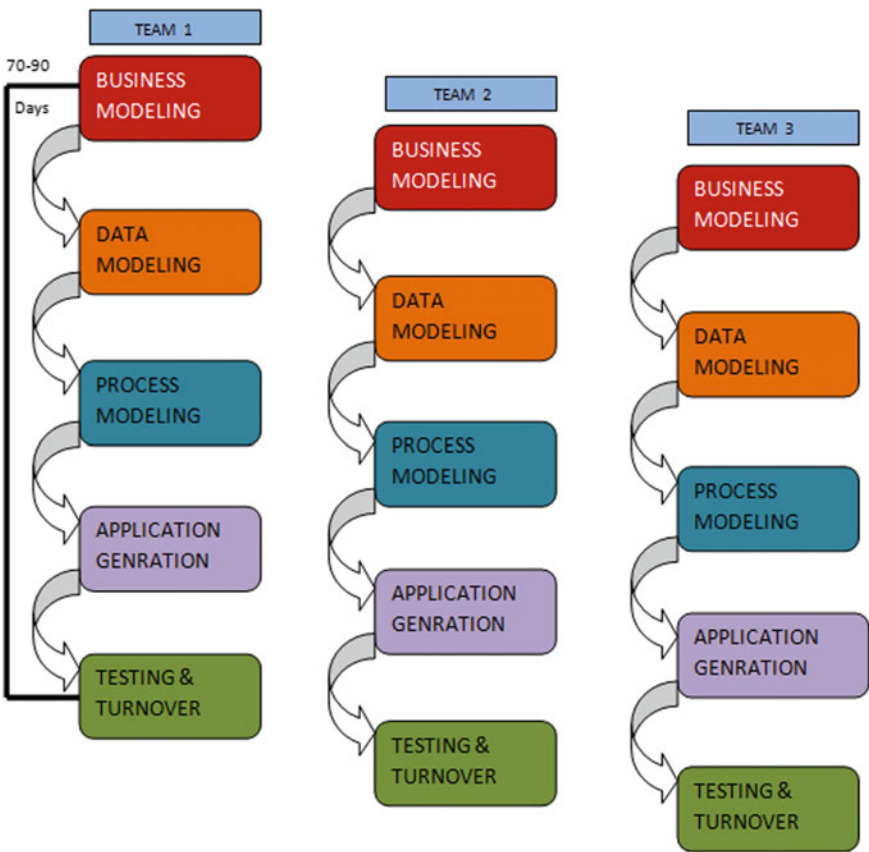 TEAM 1
70-90
Days
BUSINESS
MODELING
DATA
MODELING
PROCESS
MODELING
APPLICATION
GENRATION
TESTING &
TURNOVER
TEAM 2
BUSINESS
MODELING
DATA
MODELING
PROCESS
MODELING
APPLICATION
GENRATION
TESTING &
TURNOVER
TEAM 3
BUSINESS
MODELING
DATA
MODELING
PROCESS
MODELING
APPLICATION
GENRATION
TESTING &
TURNOVER